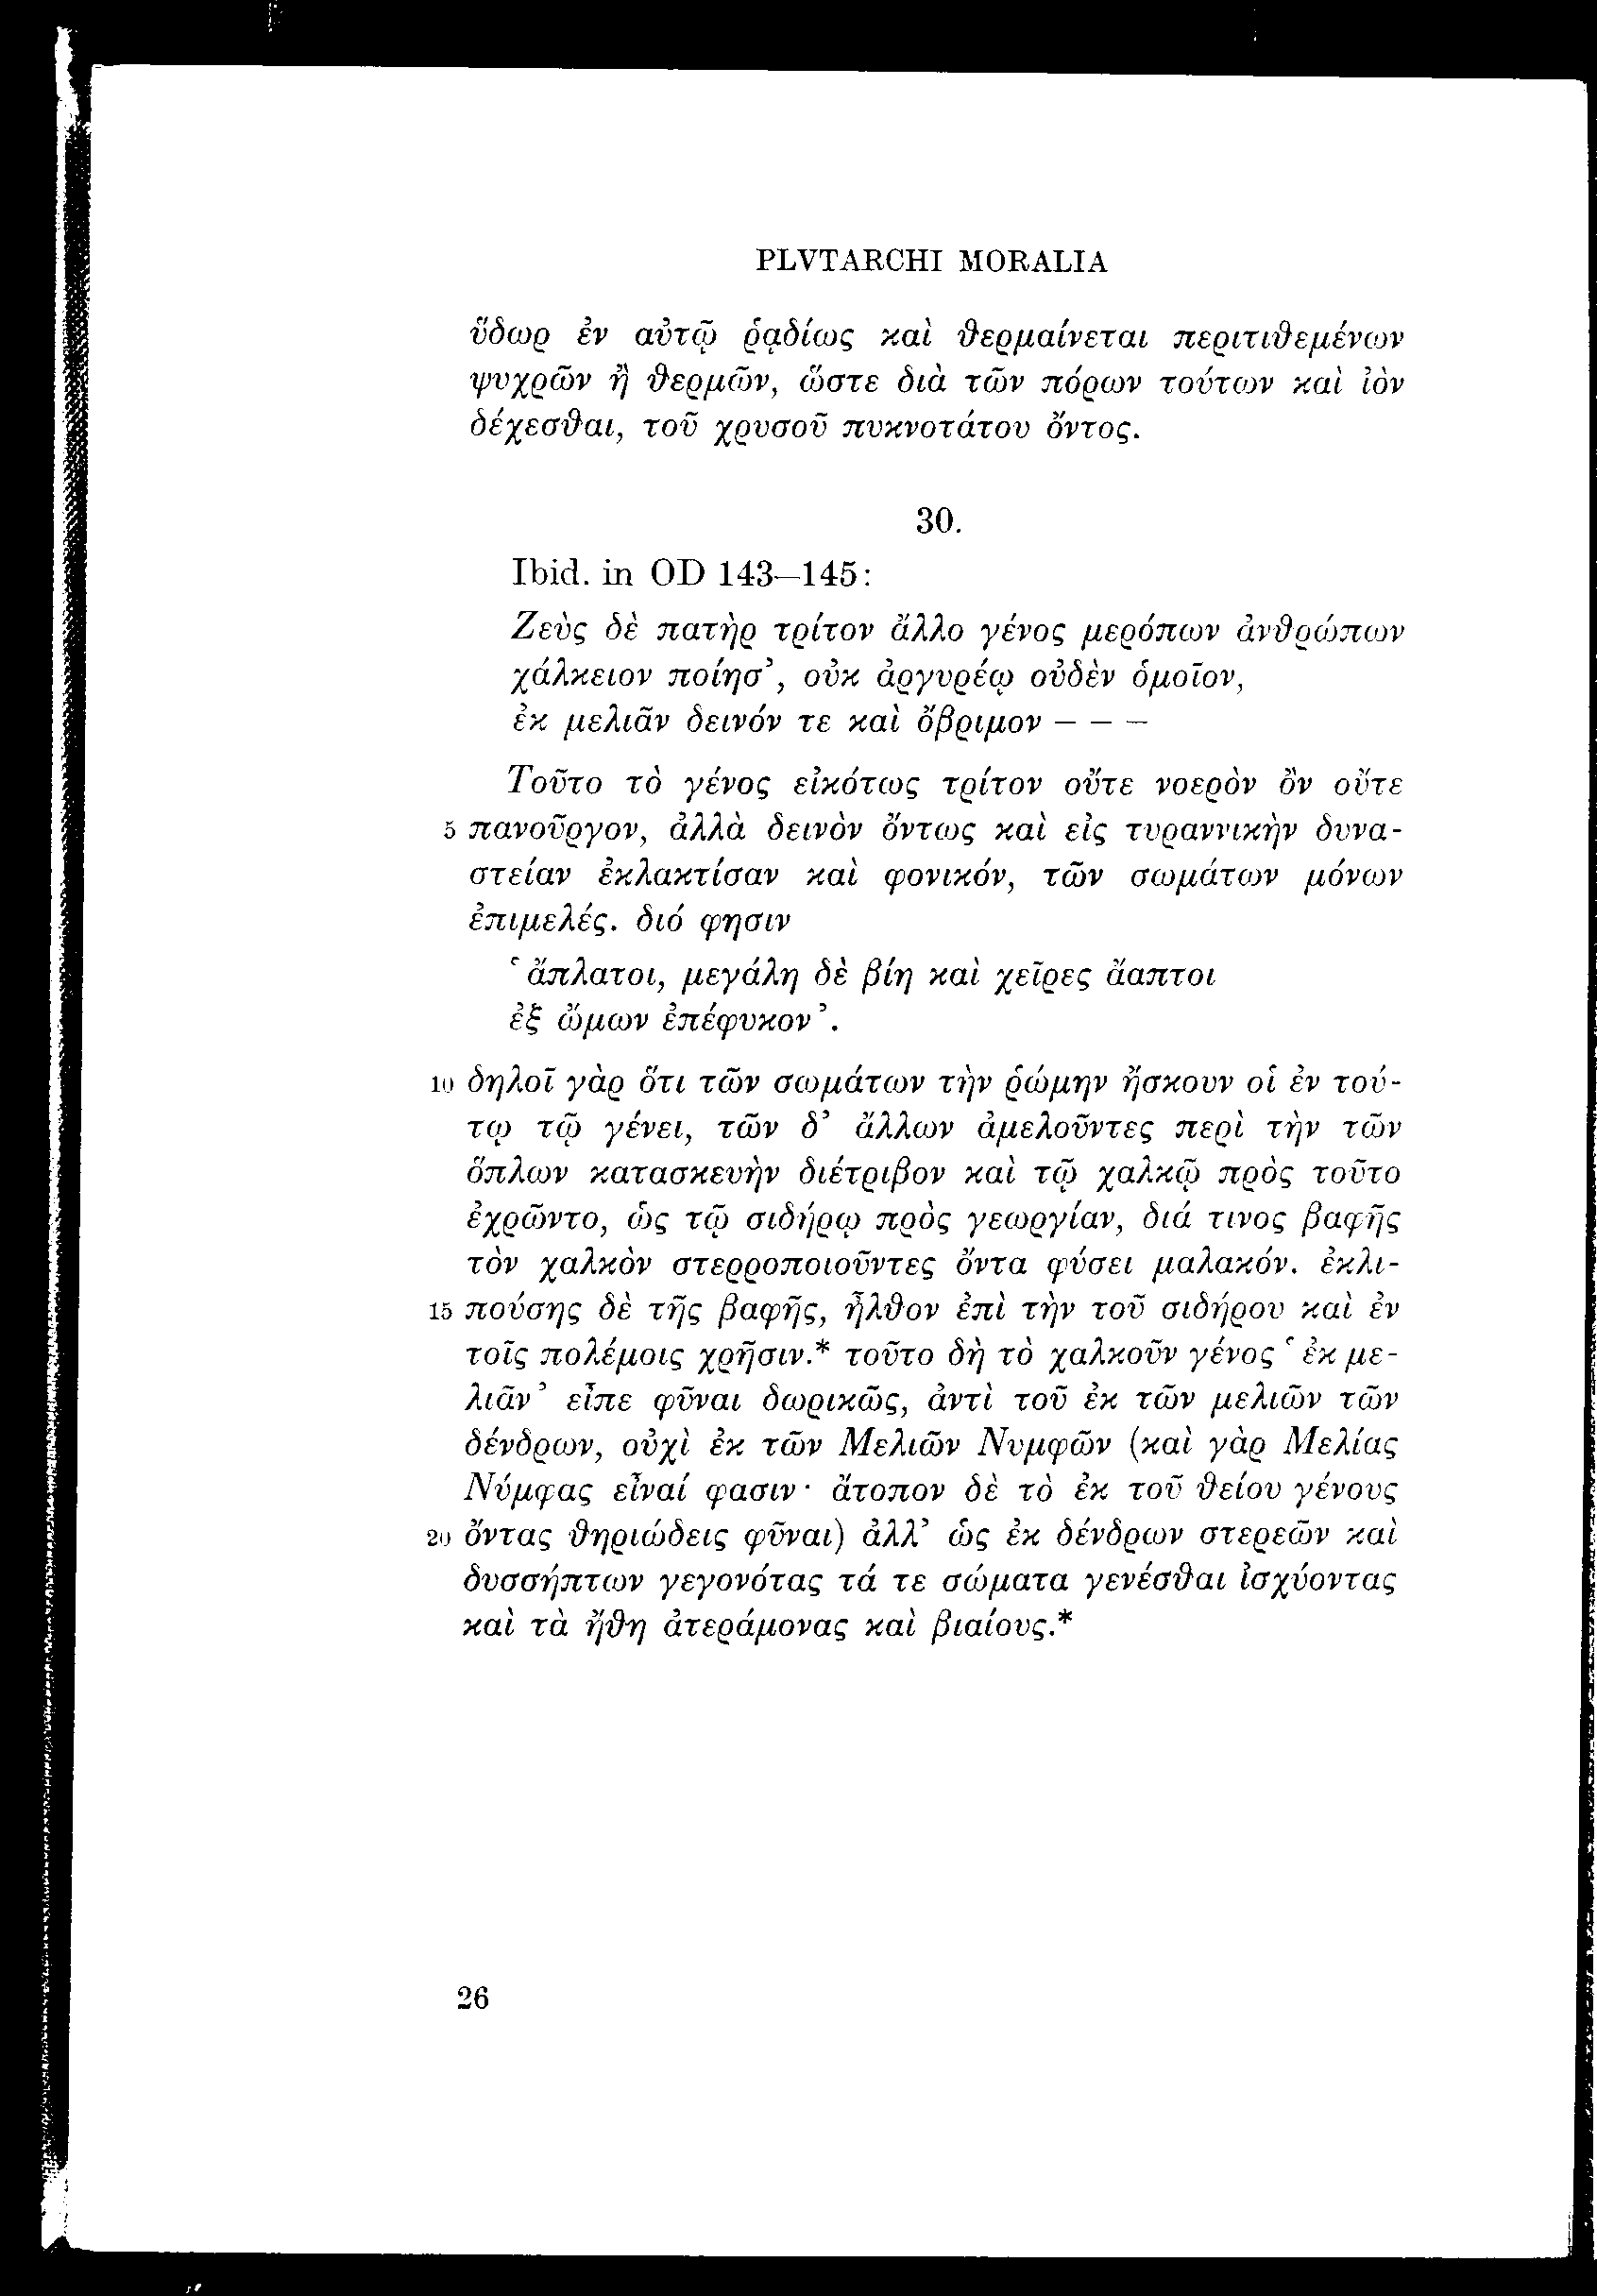 PLVTARCHI MORALIA
ὕδωρ ἐν αὐτῷ ῥᾳδίως καὶ θερμαίνεται περιτιθεμένων
ψυχρῶν ἢ θερμῶν, ὥστε διὰ τῶν πόρων τούτων καὶ ἰὸν
δέχεσθαι, τοῦ χρυσοῦ πυκνοτάτου ὄντος.
30.
Ibid. in OD 143–145:
Ζεὺς δὲ πατὴρ τρίτον ἄλλο γένος μερόπων ἀνθρώπων
χάλκειον ποίησ’, οὐκ ἀργυρέῳ οὐδὲν ὁμοῖον,
ἐκ μελιᾶν δεινόν τε καὶ ὄβριμον – – –
Τοῦτο τὸ γένος εἰκότως τρίτον οὔτε νοερὸν ὂν οὔτε
5 πανοῦργον, ἀλλὰ δεινὸν ὄντως καὶ εἰς τυραννικὴν δυνα-
στείαν ἐκλακτίσαν καὶ φονικόν, τῶν σωμάτων μόνων
ἐπιμελές. διό φησιν
‘ἄπλατοι, μεγάλη δὲ βίη καὶ χεῖρες ἄαπτοι
ἐξ ὤμων ἐπέφυκον’.
10 δηλοῖ γὰρ ὅτι τῶν σωμάτων τὴν ῥώμην ἤσκουν οἱ ἐν τού-
τῳ τῷ γένει, τῶν δ’ ἄλλων ἀμελοῦντες περὶ τὴν τῶν
ὅπλων κατασκευὴν διέτριβον καὶ τῷ χαλκῷ πρὸς τοῦτο
ἐχρῶντο, ὡς τῷ σιδήρῳ πρὸς γεωργίαν, διά τινος βαφῆς
τὸν χαλκὸν στερροποιοῦντες ὄντα φύσει μαλακόν. ἐκλι-
15 πούσης δὲ τῆς βαφῆς, ἦλθον ἐπὶ τὴν τοῦ σιδήρου καὶ ἐν
τοῖς πολέμοις χρῆσιν.* τοῦτο δὴ τὸ χαλκοῦν γένος ‘ἐκ με-
λιᾶν’ εἶπε φῦναι δωρικῶς, ἀντὶ τοῦ ἐκ τῶν μελιῶν τῶν
δένδρων, οὐχὶ ἐκ τῶν Μελιῶν Νυμφῶν (καὶ γὰρ Μελίας
Νύμφας εἶναί φασιν· ἄτοπον δὲ τὸ ἐκ τοῦ θείου γένους
20 ὄντας θηριώδεις φῦναι) ἀλλ’ ὡς ἐκ δένδρων στερεῶν καὶ
δυσσήπτων γεγονότας τά τε σώματα γενέσθαι ἰσχύοντας
καὶ τὰ ἤθη ἀτεράμονας καὶ βιαίους.*
26